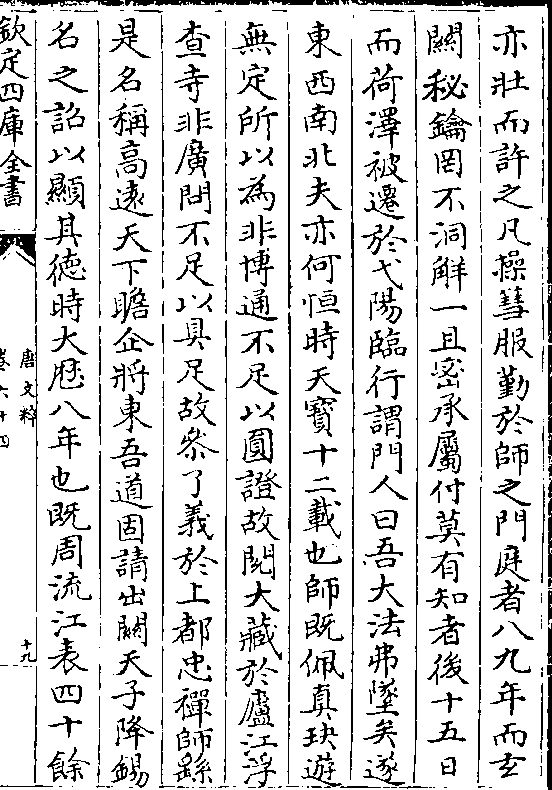 亦壯而許之凡操彗服勤於師之門庭者八九年而玄
關秘鑰罔不洞解一旦密承屬付莫有知者後十五日
而荷澤被遷於弋陽臨行謂門人曰吾大法弗墜矣遂
東西南北夫亦何恒時天寶十二載也師既佩真玦遊
無定所以為非博通不足以圓證故閱大藏於廬江浮
查寺非廣問不足以具足故叅了義於上都忠禪師繇
是名稱高遠天下瞻企將東吾道固請出關天子降錫
名之詔以顯其德時大歴八年也既周流江表四十餘
欽定四庫全書
唐文粹
卷六十四
十九